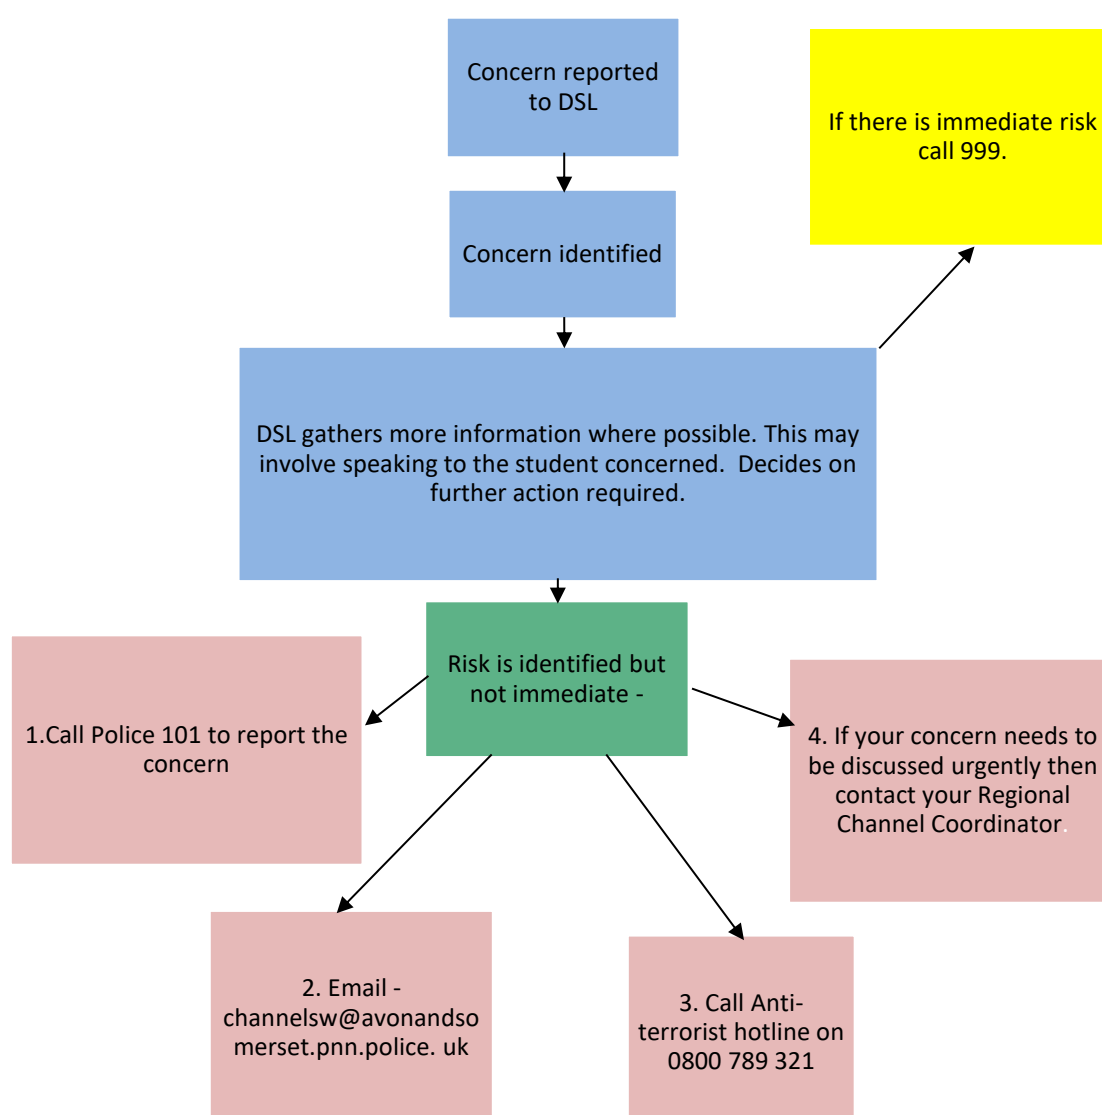 Concern reported
to DSL
If there is immediate risk
call 999.
Concern identified
DSL gathers more information where possible. This may
involve speaking to the student concerned.  Decides on
further action required.
Risk is identified but
not immediate -
1.Call Police 101 to report the
concern
4. If your concern needs to
be discussed urgently then
contact your Regional
Channel Coordinator.
2. Email -
channelsw@avonandso
merset.pnn.police. uk
3. Call Anti-
terrorist hotline on
0800 789 321